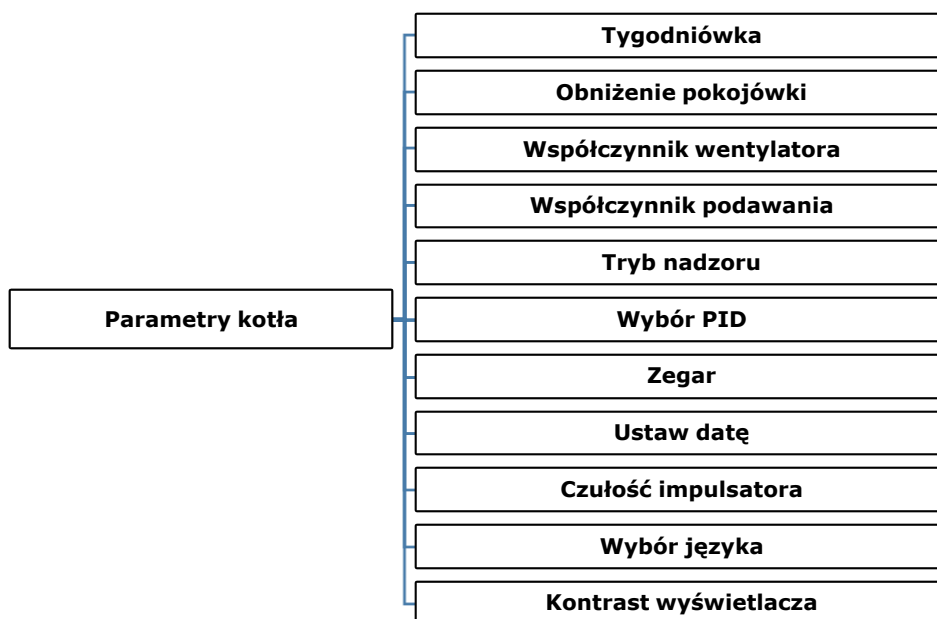 Tygodniówka
Obniżenie pokojówki
Współczynnik wentylatora
Współczynnik podawania
Tryb nadzoru
Parametry kotła
Wybór PID
Zegar
Ustaw datę
Czułość impulsatora
Wybór języka
Kontrast wyświetlacza